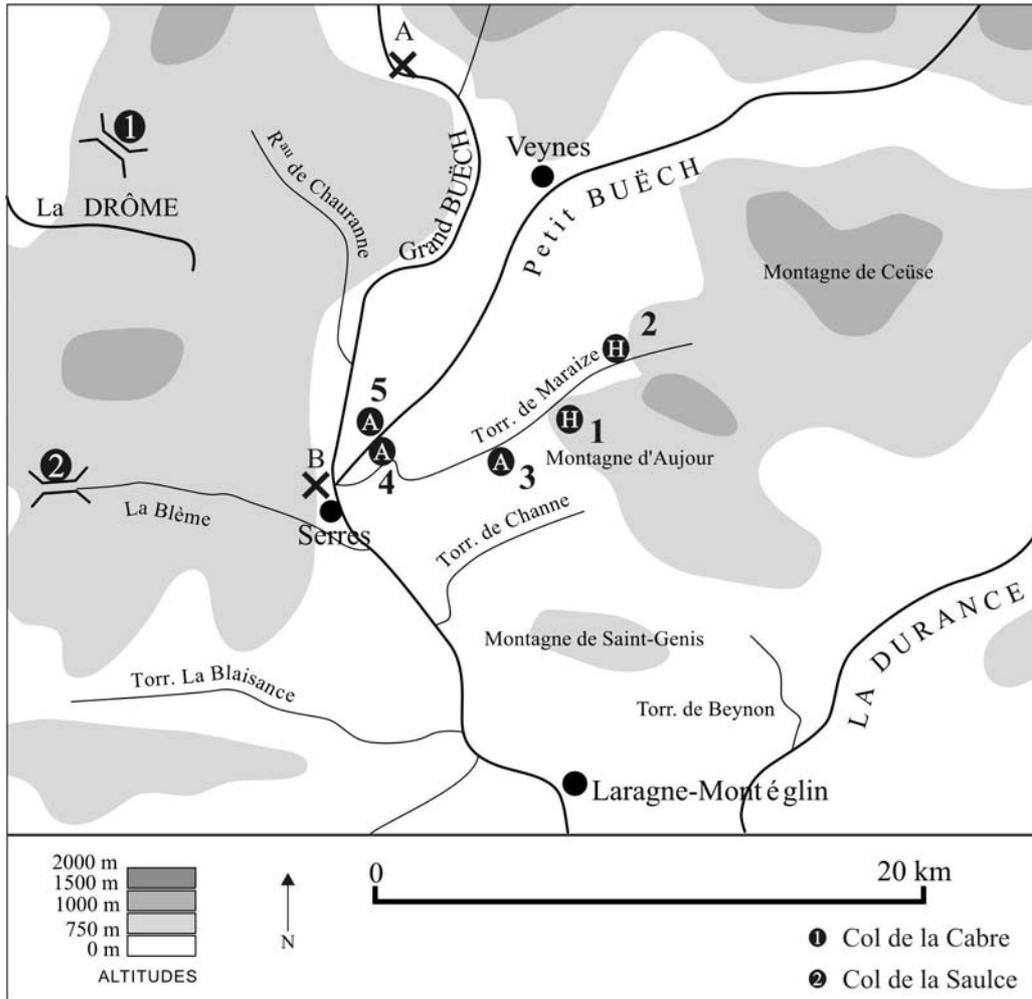 A
1
Veynes
Rau de Chauranne
Grand BUËCH
Petit BUËCH
La DRÔME
Montagne de Ceüse
2
H
Torr. de Maraize
5
A
H
1
A
4
A
3
Montagne d'Aujour
B
2
Serres
La Blème
Torr. de Channe
LA DURANCE
Montagne de Saint-Genis
Torr. La Blaisance
Torr. de Beynon
Laragne-Montéglin
2000 m
1500 m
1000 m
750 m
0 m
ALTITUDES
N
0 20 km
1 Col de la Cabre
2 Col de la Saulce